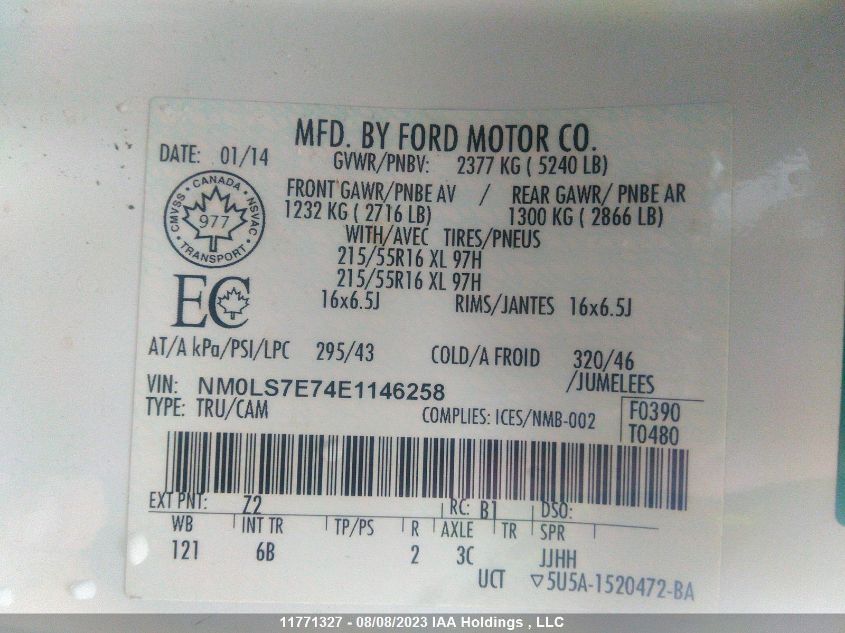 MFD. BY FORD MOTOR CO.
DATE: 01/14
GVWR/PNBV: 2377 KG ( 5240 LB)
FRONT GAWR/PNBE AV / REAR GAWR/ PNBE AR
1232 KG ( 2716 LB) 1300 KG ( 2866 LB)
WITH/AVEC TIRES/PNEUS
215/55R16 XL 97H
215/55R16 XL 97H
16x6.5J RIMS/JANTES 16x6.5J
CMVSS · CANADA · NSVAC · TRANSPORT ·
977
EC
AT/A kPa/PSI/LPC 295/43 COLD/A FROID 320/46
/JUMELEES
VIN: NM0LS7E74E1146258
TYPE: TRU/CAM COMPLIES: ICES/NMB-002
F0390
T0480
EXT PNT: Z2 RC: B1 DSO:
WB INT TR TP/PS R AXLE TR SPR
121 6B 2 3C JJHH
UCT ▽5U5A-1520472-BA
11771327 - 08/08/2023 IAA Holdings , LLC